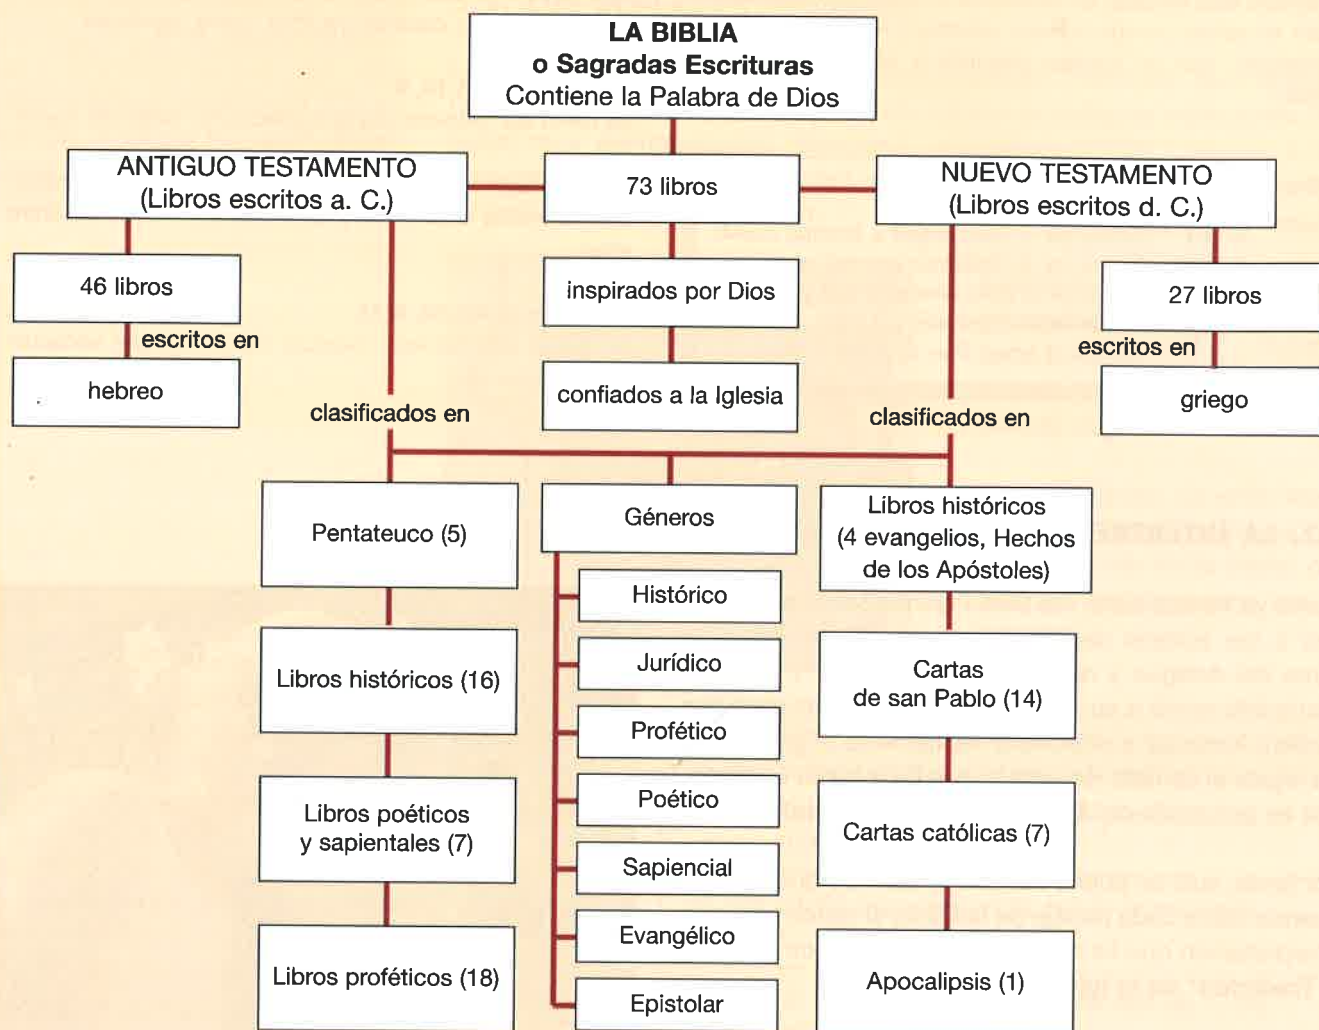 LA BIBLIA
o Sagradas Escrituras
Contiene la Palabra de Dios
ANTIGUO TESTAMENTO
(Libros escritos a. C.)
73 libros
NUEVO TESTAMENTO
(Libros escritos d. C.)
46 libros
escritos en
hebreo
inspirados por Dios
confiados a la Iglesia
27 libros
escritos en
griego
clasificados en
clasificados en
Pentateuco (5)
Libros históricos (16)
Libros poéticos
y sapientales (7)
Libros proféticos (18)
Géneros
Histórico
Jurídico
Profético
Poético
Sapiencial
Evangélico
Epistolar
Libros históricos
(4 evangelios, Hechos
de los Apóstoles)
Cartas
de san Pablo (14)
Cartas católicas (7)
Apocalipsis (1)